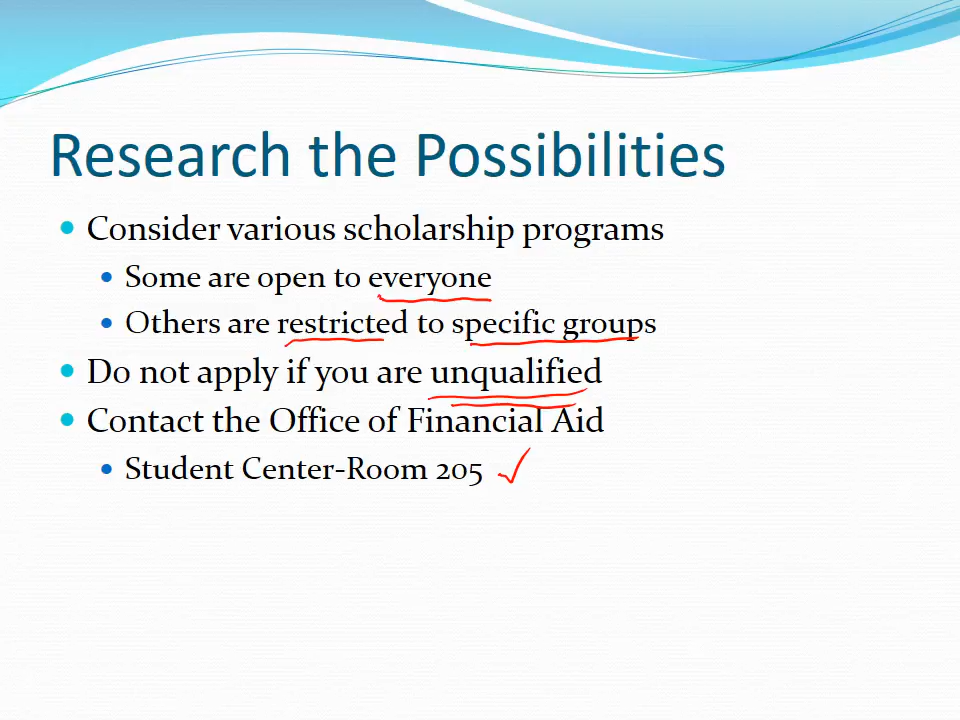 Research the Possibilities
Consider various scholarship programs
Some are open to everyone
Others are restricted to specific groups
Do not apply if you are unqualified
Contact the Office of Financial Aid
Student Center-Room 205